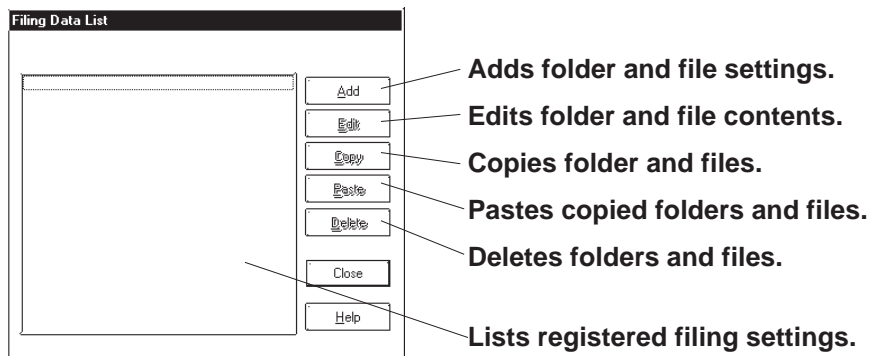 Filing Data List
Add
Edit
Copy
Paste
Delete
Close
Help
Adds folder and file settings.
Edits folder and file contents.
Copies folder and files.
Pastes copied folders and files.
Deletes folders and files.
Lists registered filing settings.